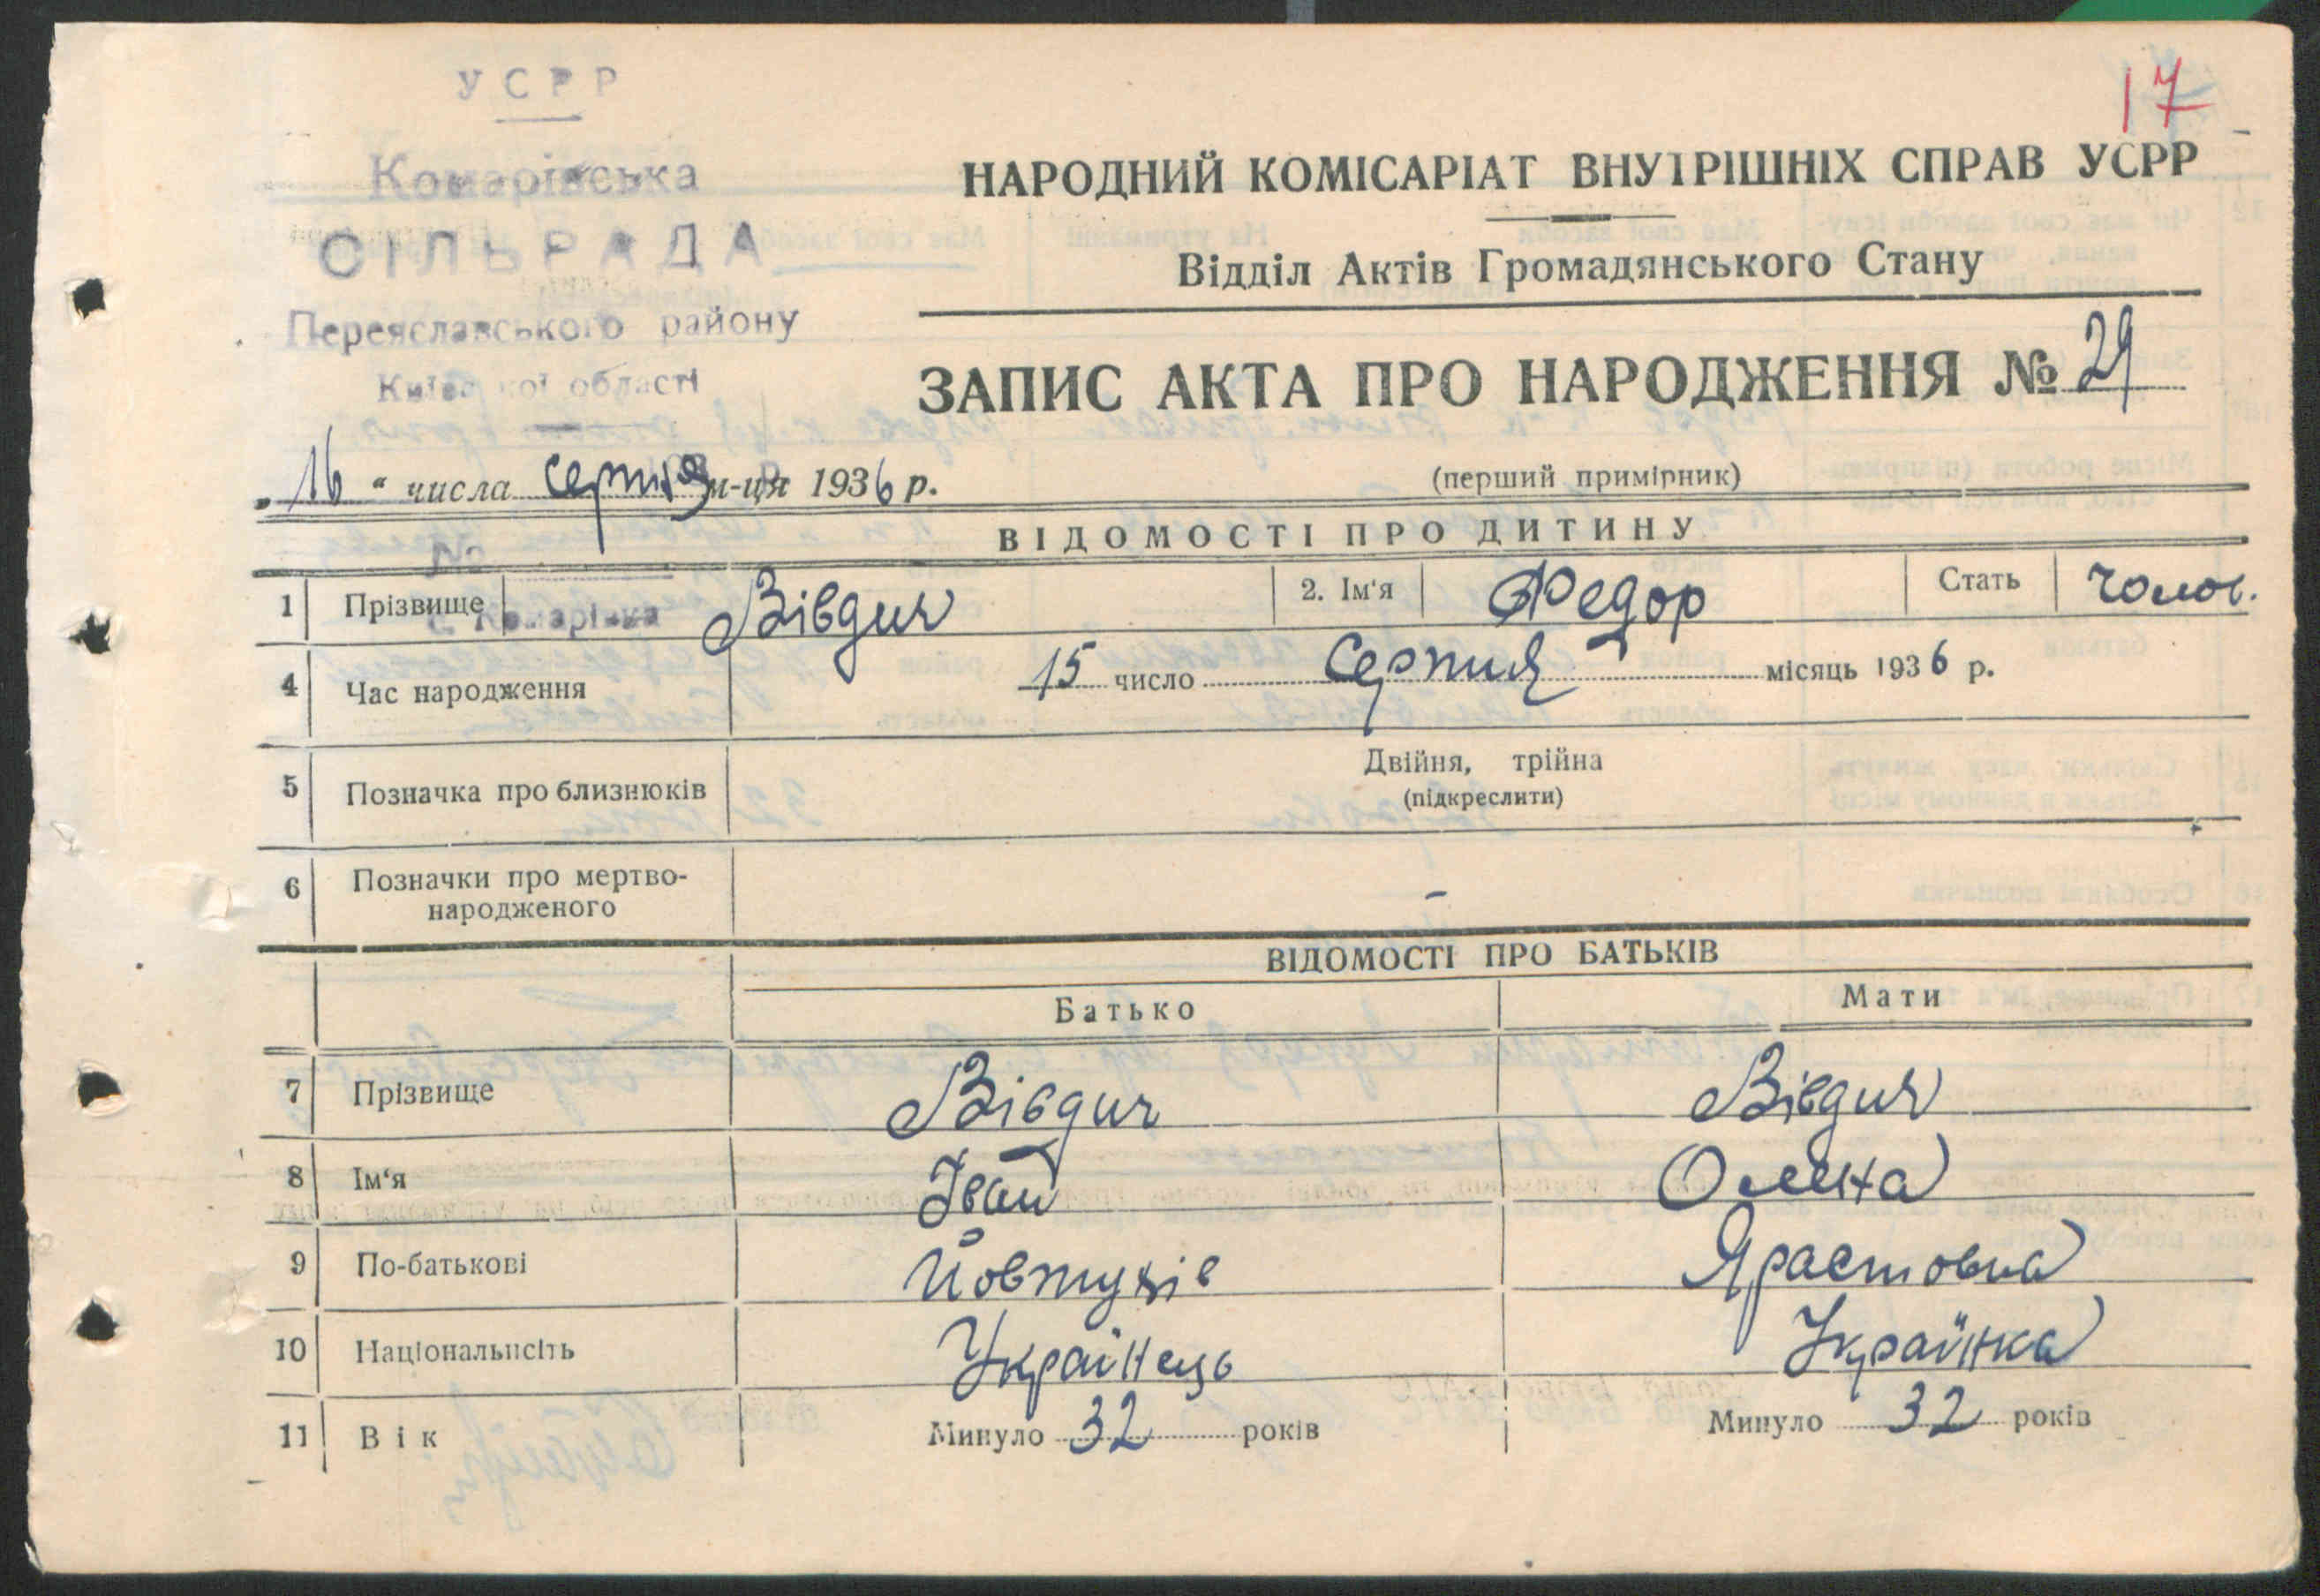 17
УСРР
Комарівська
СІЛЬРАДА
Переяславського району
Київської області
НАРОДНИЙ КОМІСАРІАТ ВНУТРІШНІХ СПРАВ УСРР
Відділ Актів Громадянського Стану
ЗАПИС АКТА ПРО НАРОДЖЕННЯ № 29
„16“ числа серпня м-ця 1936 р.
(перший примірник)
ВІДОМОСТІ ПРО ДИТИНУ
с. Комарівка
1 Прізвище Вівдич 2. Ім'я Федор Стать чолов.
4 Час народження 15 число Серпня місяць 1936 р.
5 Позначка про близнюків Двійня, трійна
(підкреслити)
6 Позначки про мертво-
народженого -
ВІДОМОСТІ ПРО БАТЬКІВ
Батько Мати
7 Прізвище Вівдич Вівдич
8 Ім'я Іван Олена
9 По-батькові Йовтухів
10 Національність Українець Українка
11 Вік Минуло 32 років Минуло 32 років